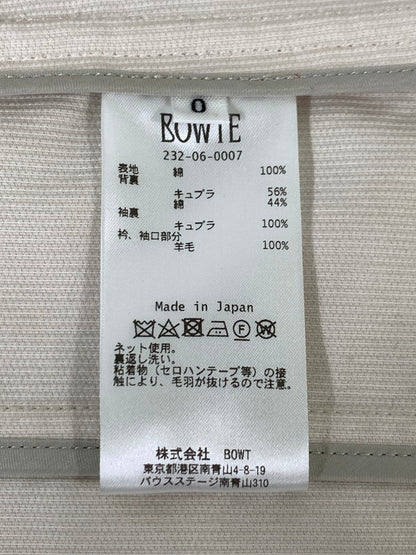 0
BOWTE
232-06-0007
表地 綿 100%
背裏
キュプラ 56%
綿 44%
袖裏
キュプラ 100%
衿、袖口部分
羊毛 100%
Made in Japan
ネット使用。
裏返し洗い。
粘着物（セロハンテープ等）の接
触により、毛羽が抜けるので注意。
株式会社 BOWT
東京都港区南青山4-8-19
パウスステージ南青山310